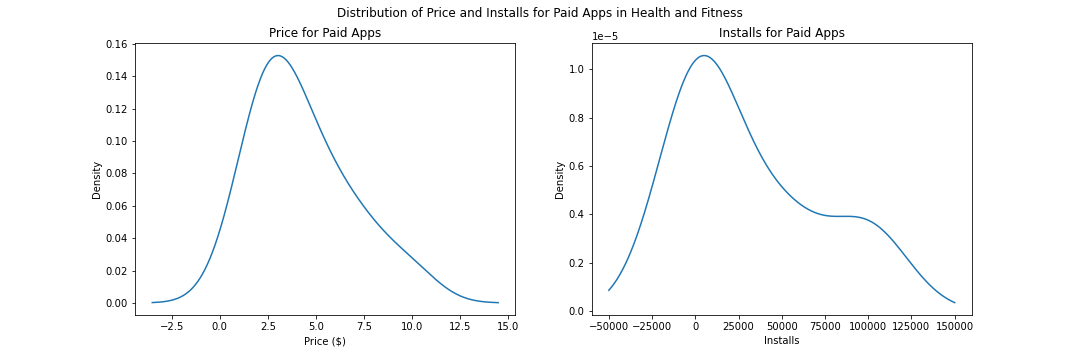 Distribution of Price and Installs for Paid Apps in Health and Fitness
Price for Paid Apps
0.16
0.14
0.12
0.10
0.08
0.06
0.04
0.02
0.00
Density
−2.5 0.0 2.5 5.0 7.5 10.0 12.5 15.0
Price ($)
Installs for Paid Apps
1e−5
1.0
0.8
0.6
0.4
0.2
0.0
Density
−50000 −25000 0 25000 50000 75000 100000 125000 150000
Installs